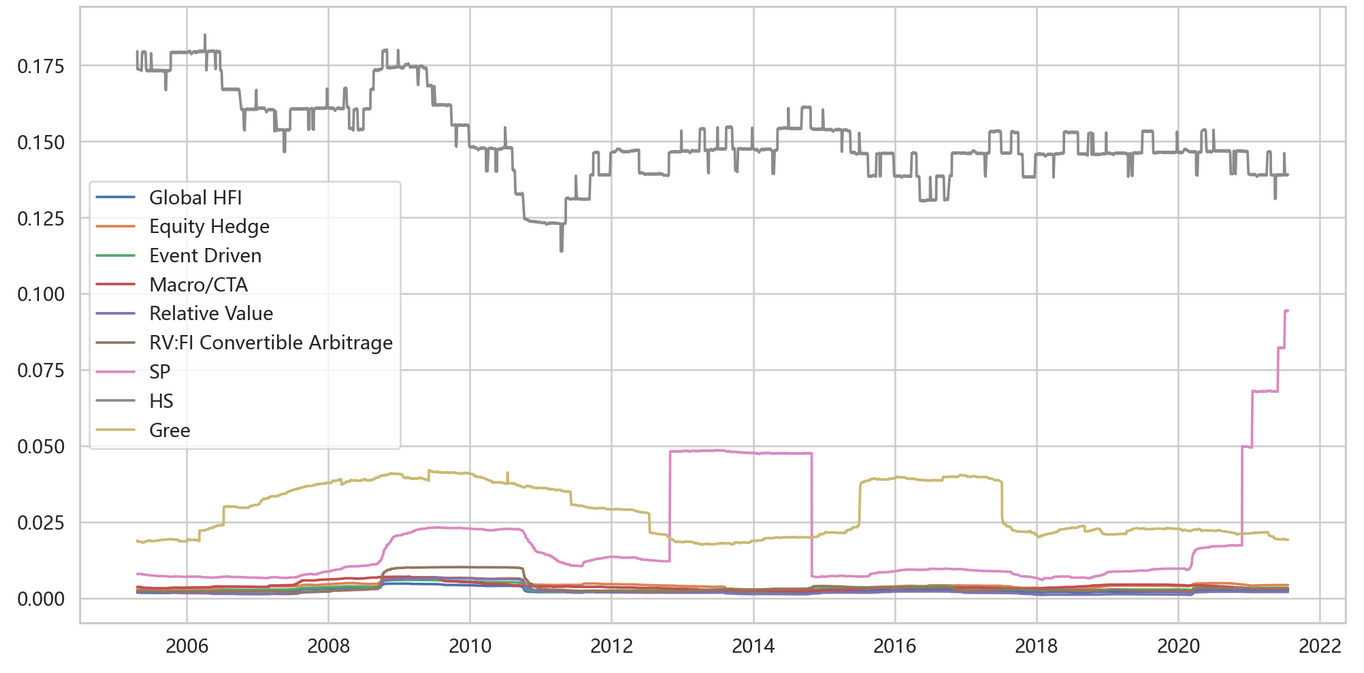 0.175
0.150
0.125
0.100
0.075
0.050
0.025
0.000
Global HFI
Equity Hedge
Event Driven
Macro/CTA
Relative Value
RV:FI Convertible Arbitrage
SP
HS
Gree
2006 2008 2010 2012 2014 2016 2018 2020 2022